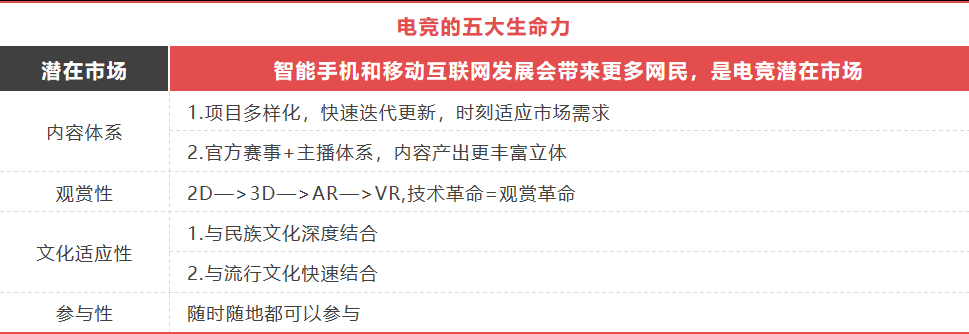 电竞的五大生命力
潜在市场 智能手机和移动互联网发展会带来更多网民，是电竞潜在市场
内容体系
1.项目多样化，快速迭代更新，时刻适应市场需求
2.官方赛事+主播体系，内容产出更丰富立体
观赏性 2D—>3D—>AR—>VR,技术革命=观赏革命
文化适应性
1.与民族文化深度结合
2.与流行文化快速结合
参与性 随时随地都可以参与